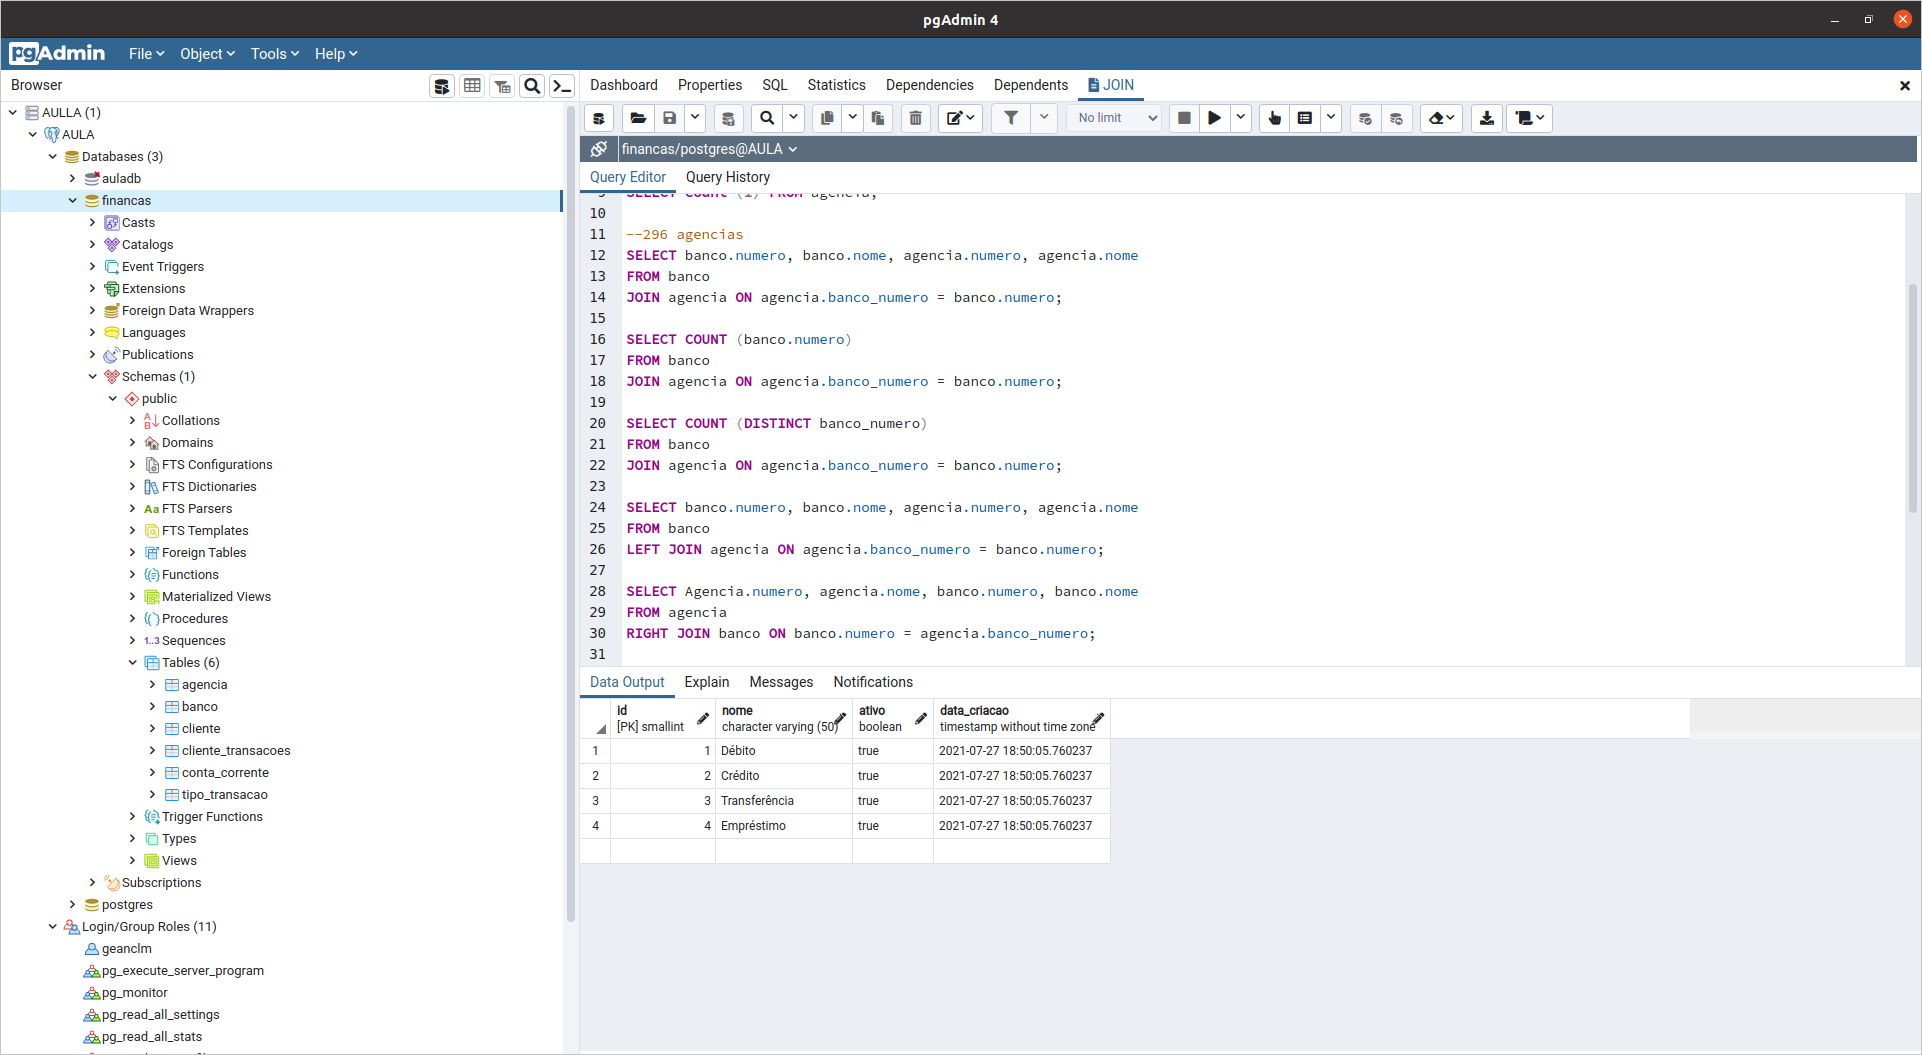 pgAdmin 4
pgAdmin File Object Tools Help
Browser
Dashboard Properties SQL Statistics Dependencies Dependents JOIN
No limit
financas/postgres@AULA
Query Editor Query History
AULLA (1)
AULA
Databases (3)
auladb
financas
Casts
Catalogs
Event Triggers
Extensions
Foreign Data Wrappers
Languages
Publications
Schemas (1)
public
Collations
Domains
FTS Configurations
FTS Dictionaries
Aa FTS Parsers
FTS Templates
Foreign Tables
Functions
Materialized Views
Procedures
1..3 Sequences
Tables (6)
agencia
banco
cliente
cliente_transacoes
conta_corrente
tipo_transacao
Trigger Functions
Types
Views
Subscriptions
postgres
Login/Group Roles (11)
geanclm
pg_execute_server_program
pg_monitor
pg_read_all_settings
pg_read_all_stats
9 SELECT COUNT (1) FROM agencia;
10
11 --296 agencias
12 SELECT banco.numero, banco.nome, agencia.numero, agencia.nome
13 FROM banco
14 JOIN agencia ON agencia.banco_numero = banco.numero;
15
16 SELECT COUNT (banco.numero)
17 FROM banco
18 JOIN agencia ON agencia.banco_numero = banco.numero;
19
20 SELECT COUNT (DISTINCT banco_numero)
21 FROM banco
22 JOIN agencia ON agencia.banco_numero = banco.numero;
23
24 SELECT banco.numero, banco.nome, agencia.numero, agencia.nome
25 FROM banco
26 LEFT JOIN agencia ON agencia.banco_numero = banco.numero;
27
28 SELECT Agencia.numero, agencia.nome, banco.numero, banco.nome
29 FROM agencia
30 RIGHT JOIN banco ON banco.numero = agencia.banco_numero;
31
Data Output Explain Messages Notifications
id nome ativo data_criacao
[PK] smallint character varying (50) boolean timestamp without time zone
1 1 Débito true 2021-07-27 18:50:05.760237
2 2 Crédito true 2021-07-27 18:50:05.760237
3 3 Transferência true 2021-07-27 18:50:05.760237
4 4 Empréstimo true 2021-07-27 18:50:05.760237